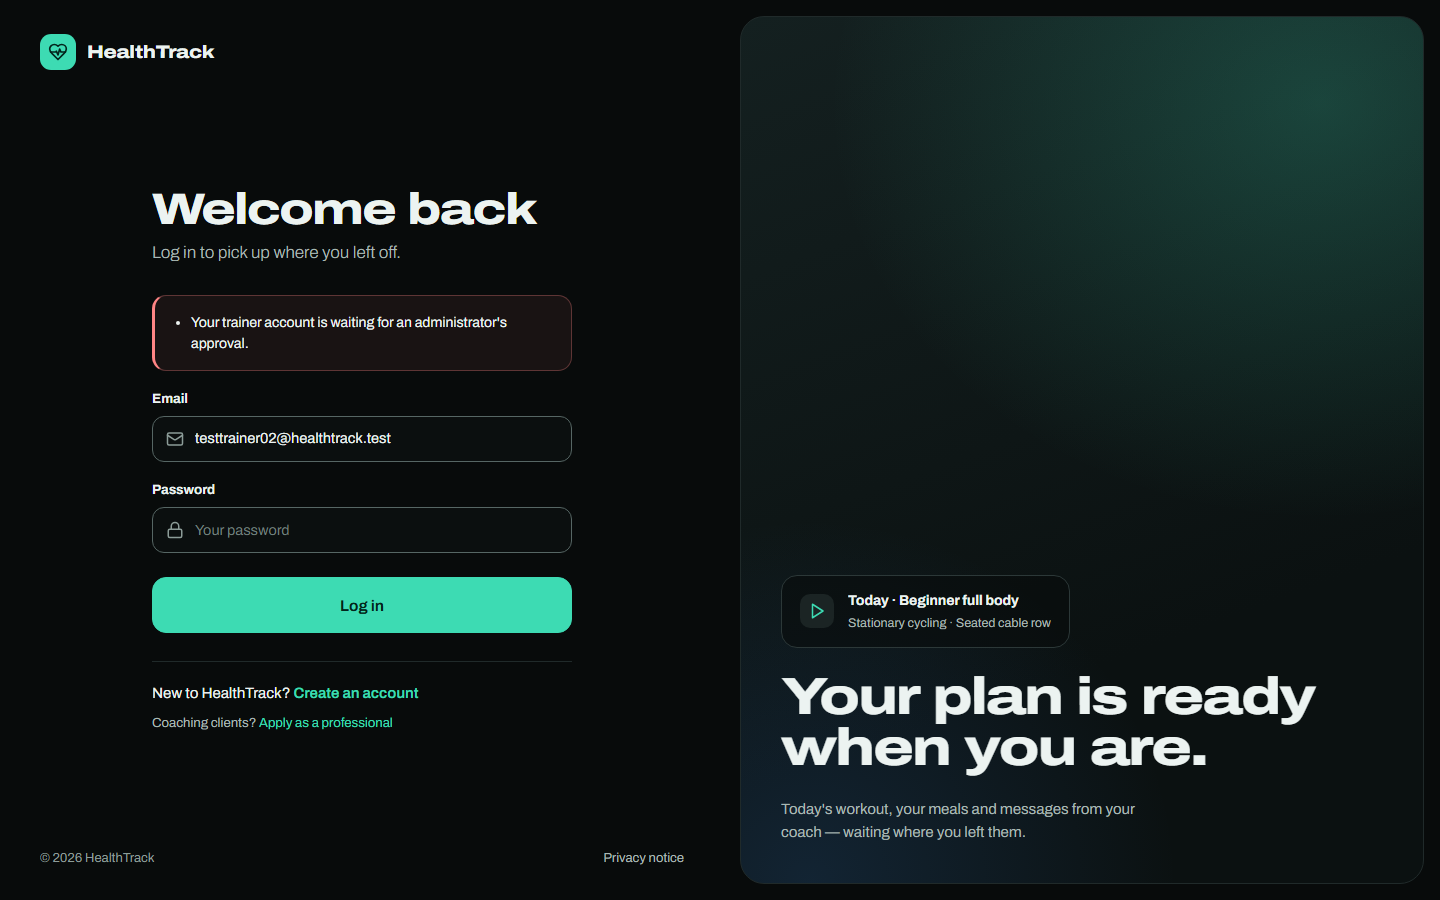 HealthTrack
Welcome back
Log in to pick up where you left off.
• Your trainer account is waiting for an administrator's
approval.
Email
testtrainer02@healthtrack.test
Password
Your password
Log in
New to HealthTrack? Create an account
Coaching clients? Apply as a professional
© 2026 HealthTrack
Privacy notice
Today · Beginner full body
Stationary cycling · Seated cable row
Your plan is ready
when you are.
Today's workout, your meals and messages from your
coach — waiting where you left them.